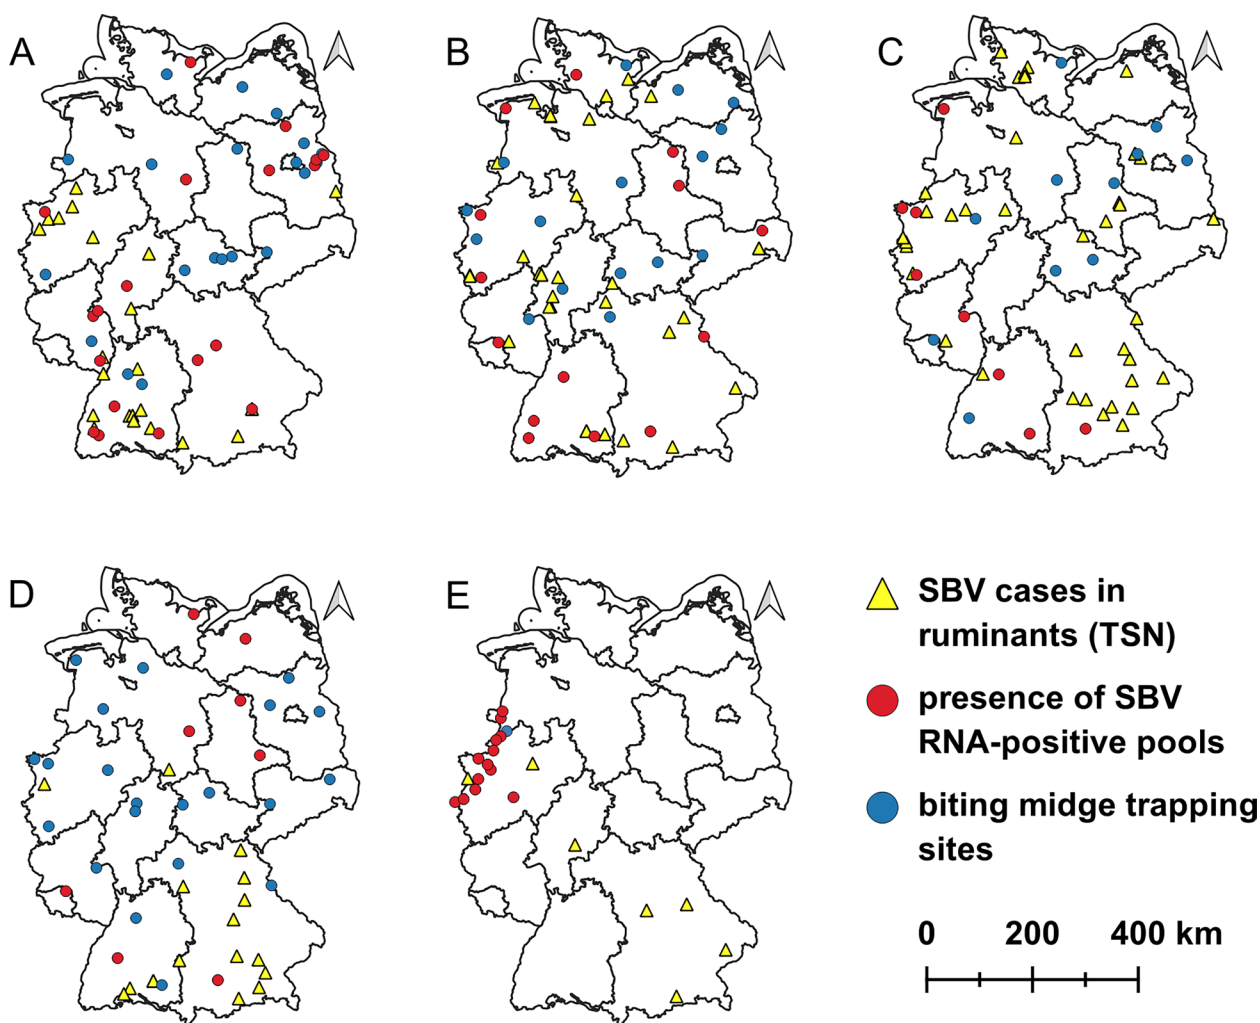 A
B
C
D
E
SBV cases in
ruminants (TSN)
presence of SBV
RNA-positive pools
biting midge trapping
sites
0 200 400 km